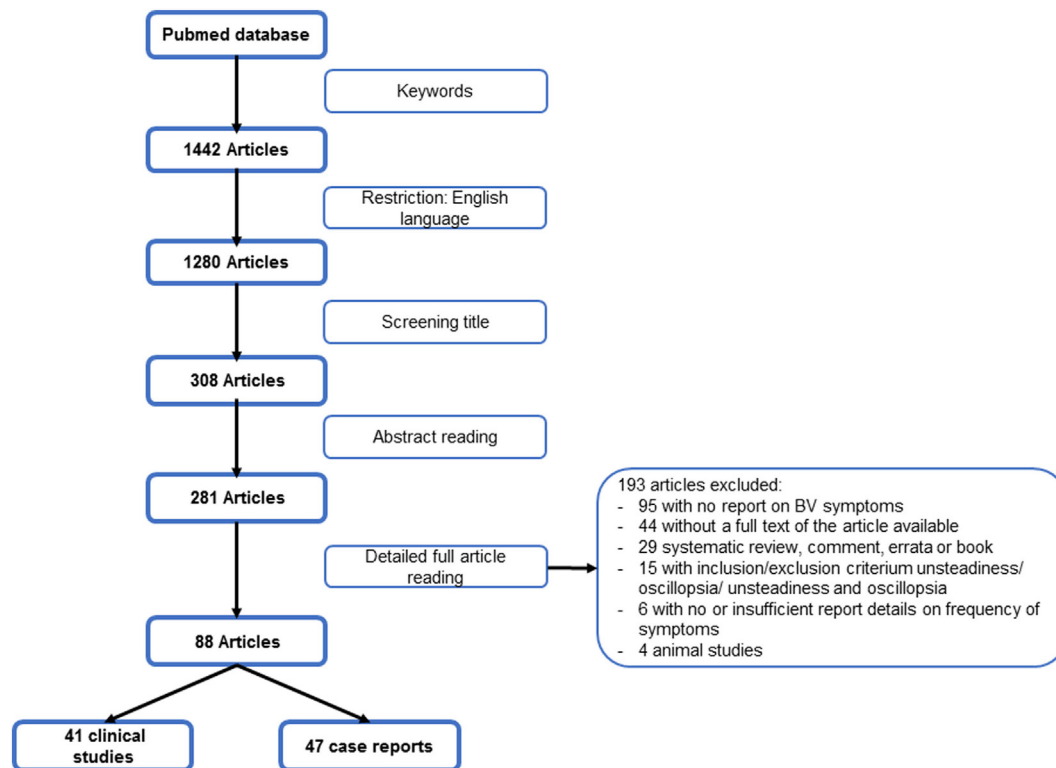 Pubmed database
Keywords
1442 Articles
Restriction: English
language
1280 Articles
Screening title
308 Articles
Abstract reading
281 Articles
Detailed full article
reading
193 articles excluded:
- 95 with no report on BV symptoms
- 44 without a full text of the article available
- 29 systematic review, comment, errata or book
- 15 with inclusion/exclusion criterium unsteadiness/
oscillopsia/ unsteadiness and oscillopsia
- 6 with no or insufficient report details on frequency of
symptoms
- 4 animal studies
88 Articles
41 clinical
studies
47 case reports